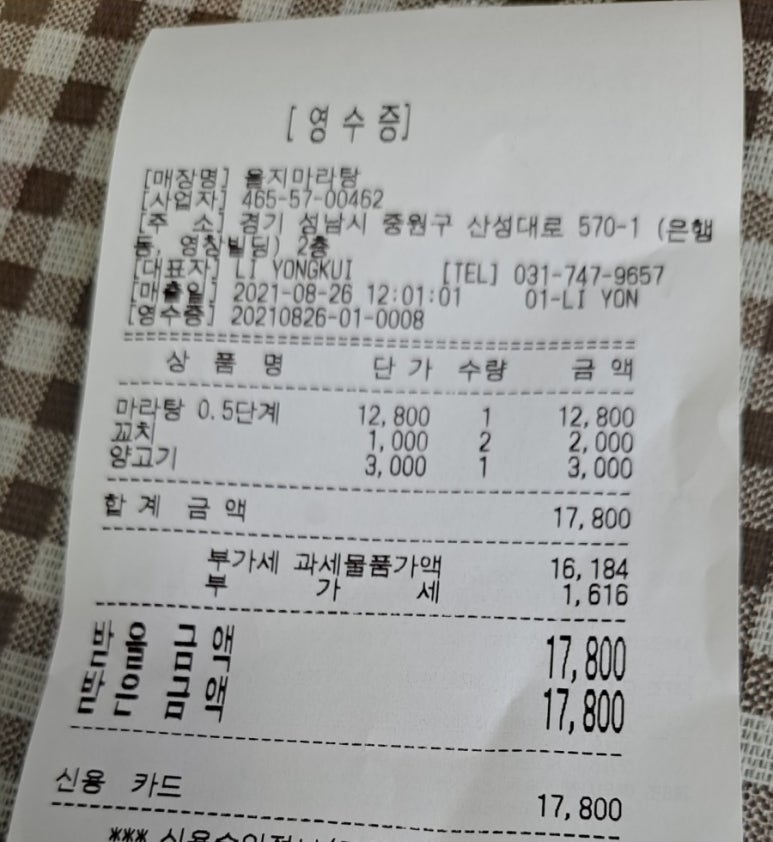 [영수증]
[매장명] 을지마라탕
[사업자] 465-57-00462
[주 소] 경기 성남시 중원구 산성대로 570-1 (은행
동, 영창빌딩) 2층
[대표자] LI YONGKUI [TEL] 031-747-9657
[매출일] 2021-08-26 12:01:01 01-LI YON
[영수증] 20210826-01-0008
상 품 명 단 가 수량 금 액
마라탕 0.5단계 12,800 1 12,800
꼬치 1,000 2 2,000
양고기 3,000 1 3,000
합 계 금 액 17,800
부가세 과세물품가액 16,184
부 가 세 1,616
받을 금액 17,800
받은 금액 17,800
신용 카드 17,800